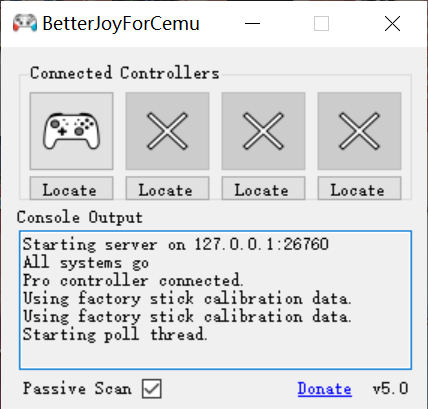 BetterJoyForCemu
Connected Controllers
Locate Locate Locate Locate
Console Output
Starting server on 127.0.0.1:26760
All systems go
Pro controller connected.
Using factory stick calibration data.
Using factory stick calibration data.
Starting poll thread.
Passive Scan Donate v5.0